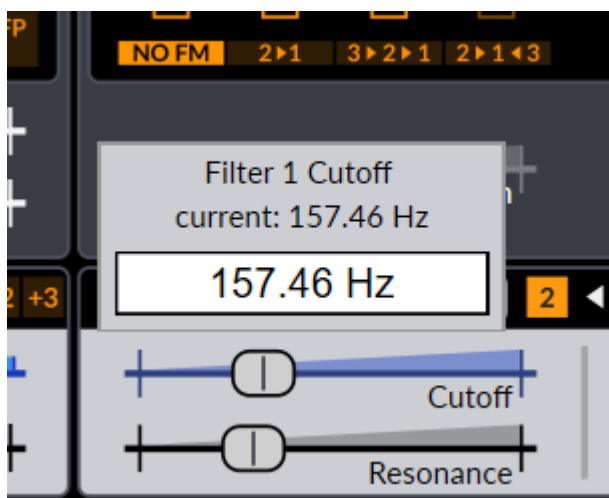 FP
NO FM 2▸1 3▸2▸1 2▸1◂3
Filter 1 Cutoff
current: 157.46 Hz
157.46 Hz
2 +3
2
Cutoff
Resonance